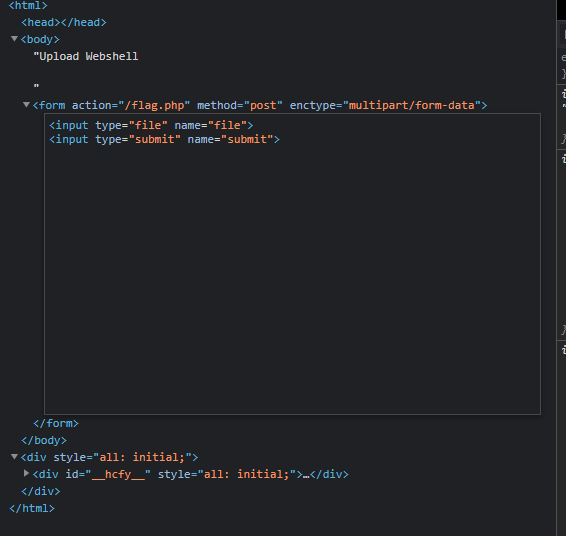 <html>
<head></head>
<body>
"Upload Webshell
"
<form action="/flag.php" method="post" enctype="multipart/form-data">
<input type="file" name="file">
<input type="submit" name="submit">
</form>
</body>
<div style="all: initial;">
<div id="__hcfy__" style="all: initial;">…</div>
</div>
</html>